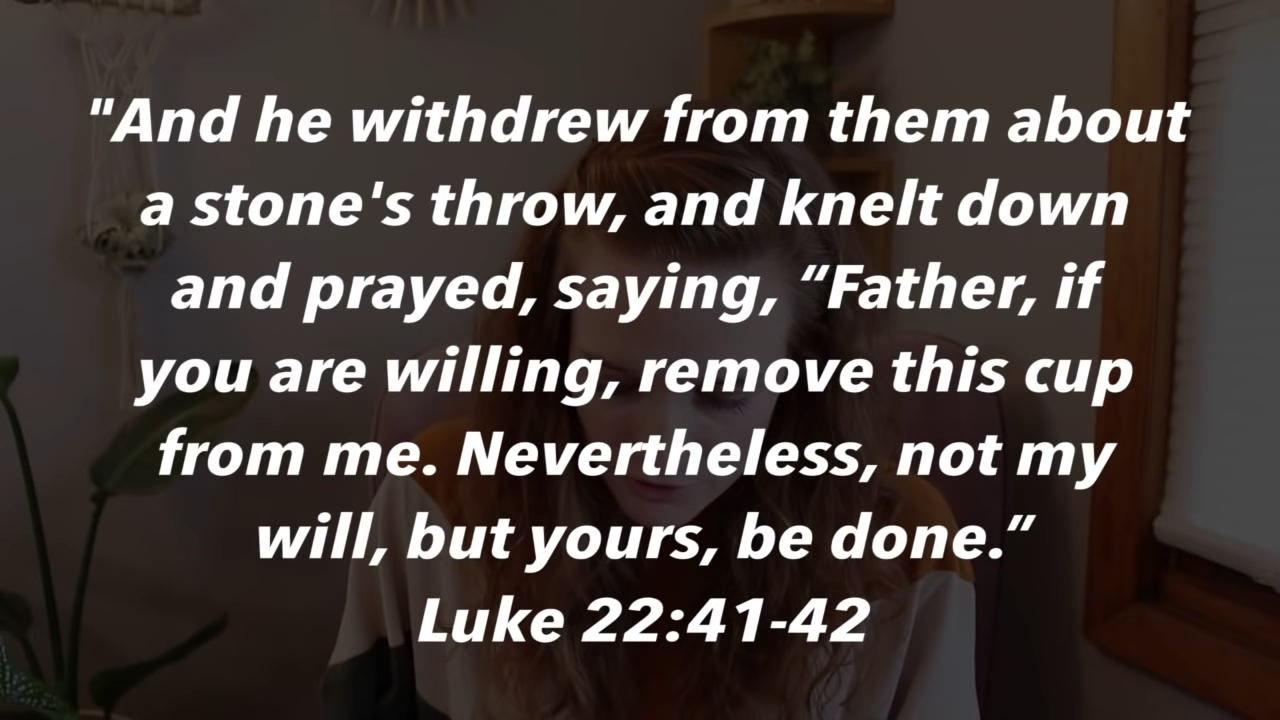 "And he withdrew from them about
a stone's throw, and knelt down
and prayed, saying, “Father, if
you are willing, remove this cup
from me. Nevertheless, not my
will, but yours, be done.”
Luke 22:41-42